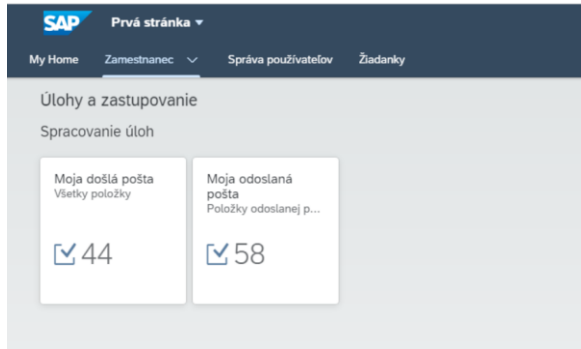 SAP Prvá stránka
My Home Zamestnanec Správa používateľov Žiadanky
Úlohy a zastupovanie
Spracovanie úloh
Moja došlá pošta
Všetky položky
44
Moja odoslaná
pošta
Položky odoslanej p...
58